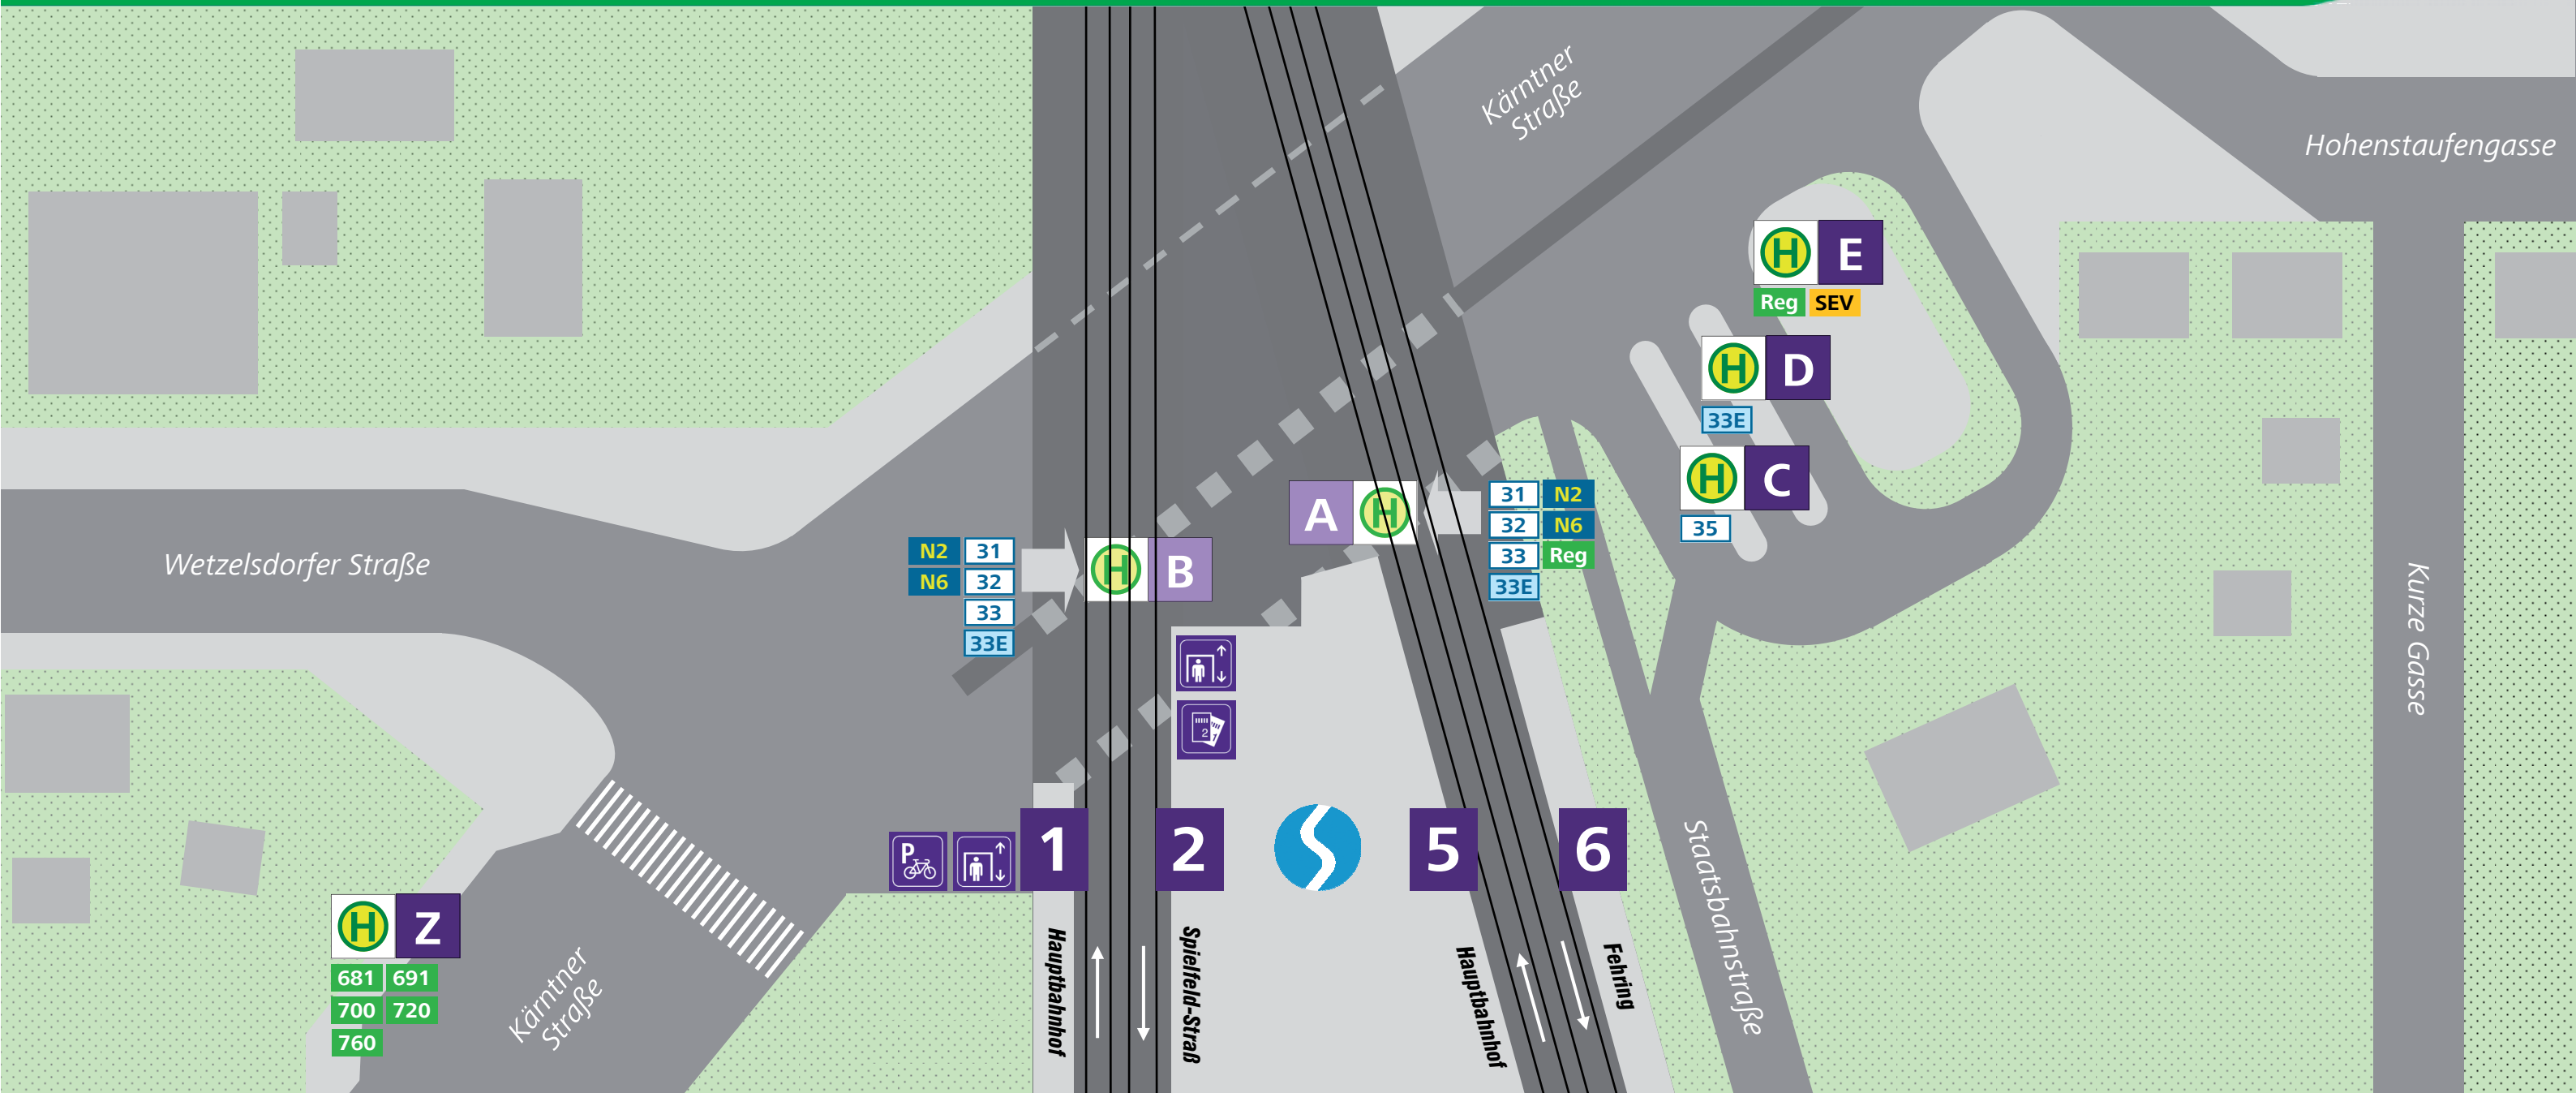 Kärntner
Straße
Hohenstaufengasse
H E
Reg SEV
H D
33E
H C
35
A H
31 N2
32 N6
33 Reg
33E
Wetzelsdorfer Straße
N2 31
N6 32
33
33E
H B
Kurze Gasse
2
P
1
2
5
6
Staatsbahnstraße
H Z
681 691
700 720
760
Kärntner
Straße
Hauptbahnhof
Spielfeld-Straß
Hauptbahnhof
Fehring